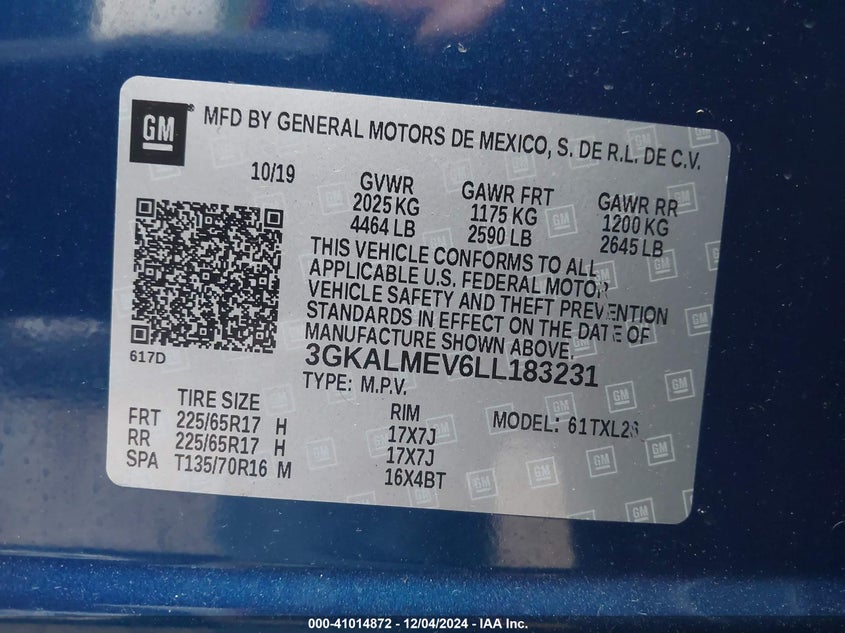 GM
MFD BY GENERAL MOTORS DE MEXICO, S. DE R.L. DE C.V.
10/19 GVWR GAWR FRT GAWR RR
2025 KG 1175 KG 1200 KG
4464 LB 2590 LB 2645 LB
THIS VEHICLE CONFORMS TO ALL
APPLICABLE U.S. FEDERAL MOTOR
VEHICLE SAFETY AND THEFT PREVENTION
STANDARDS IN EFFECT ON THE DATE OF
MANUFACTURE SHOWN ABOVE.
617D
3GKALMEV6LL183231
TYPE: M.P.V.
TIRE SIZE RIM MODEL: 61TXL26
FRT 225/65R17 H 17X7J
RR 225/65R17 H 17X7J
SPA T135/70R16 M 16X4BT
000-41014872 - 12/04/2024 - IAA Inc.